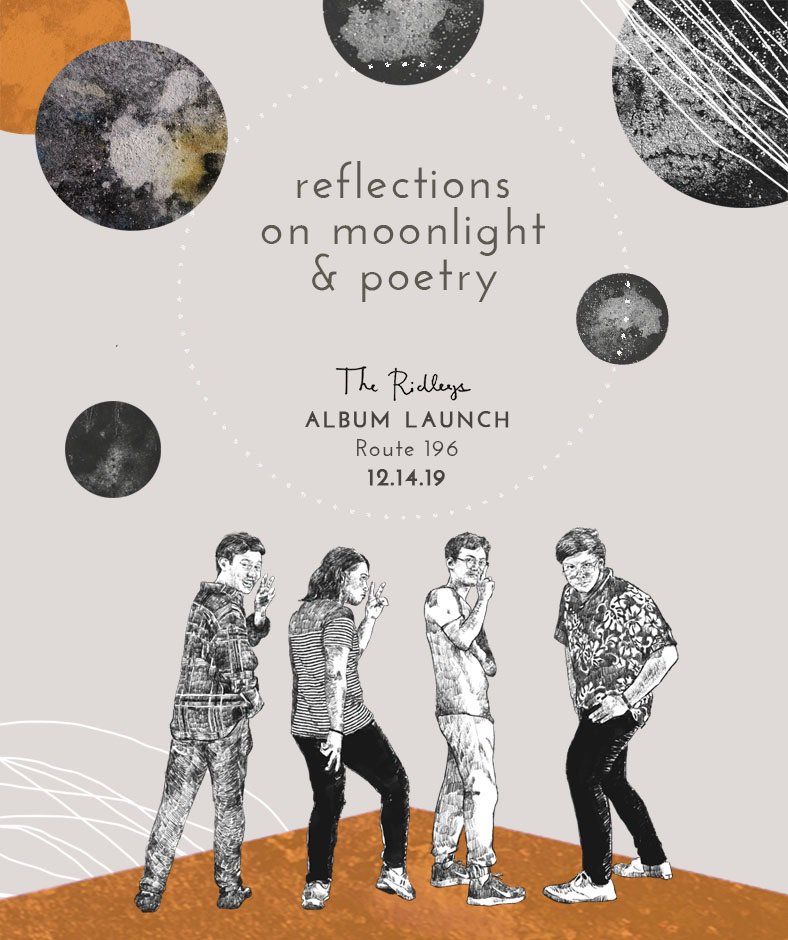 reflections
on moonlight
& poetry
The Ridleys
ALBUM LAUNCH
Route 196
12.14.19